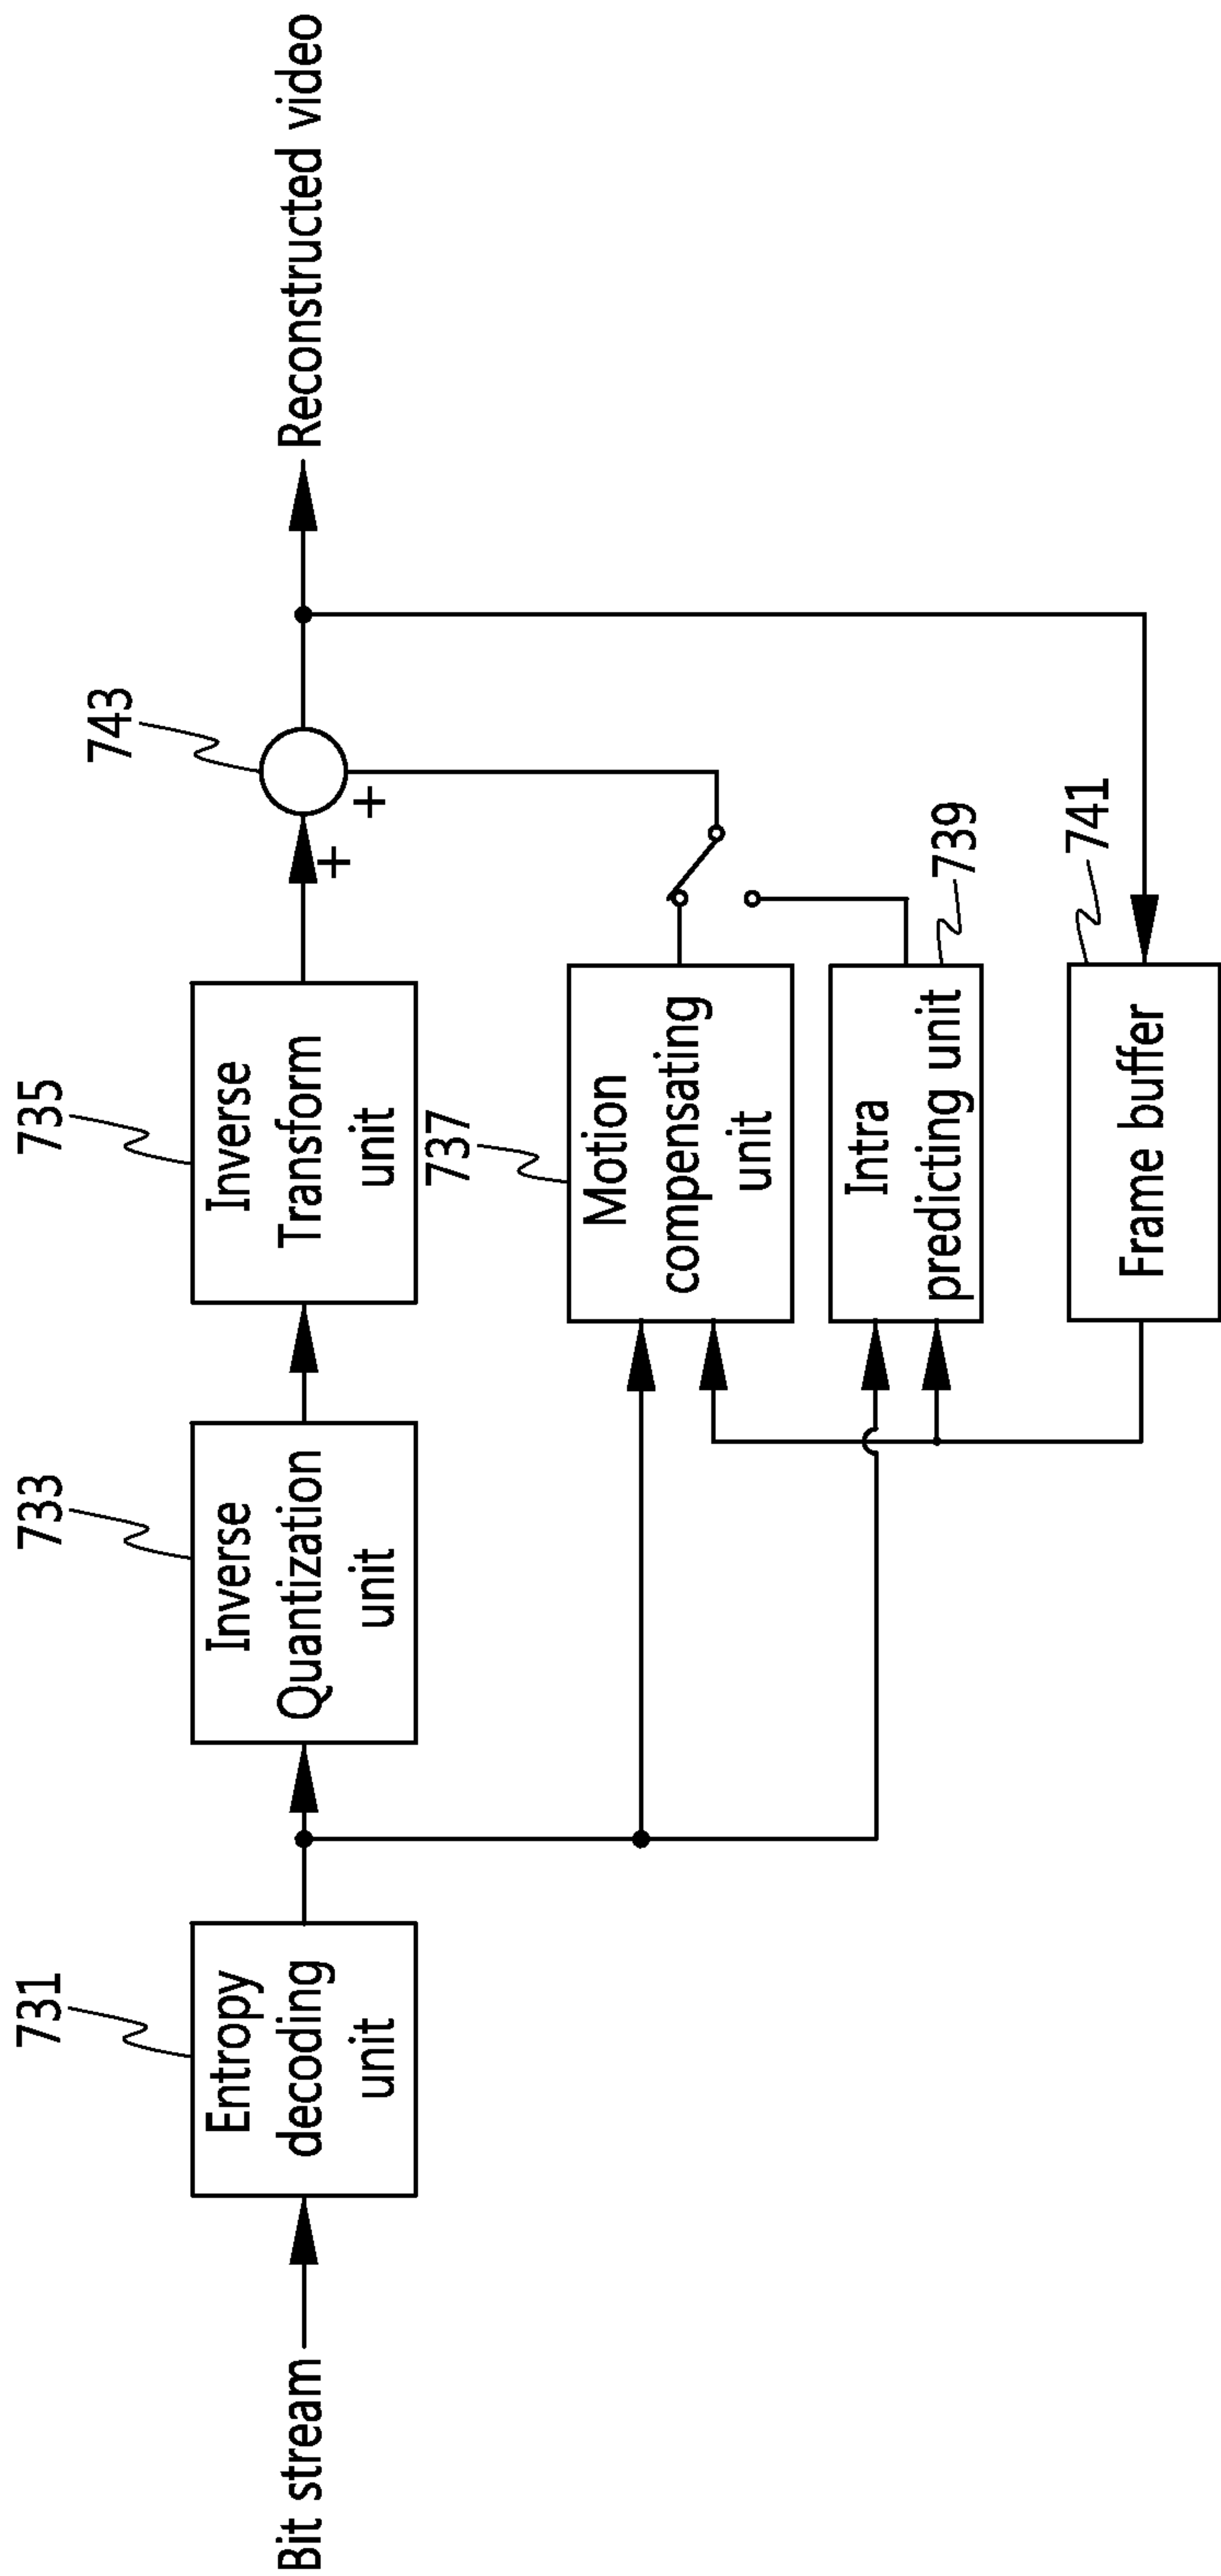 Bit stream
731
Entropy
decoding
unit
733
Inverse
Quantization
unit
735
Inverse
Transform
unit
743
+
+
Reconstructed video
737
Motion
compensating
unit
739
Intra
predicting unit
741
Frame buffer